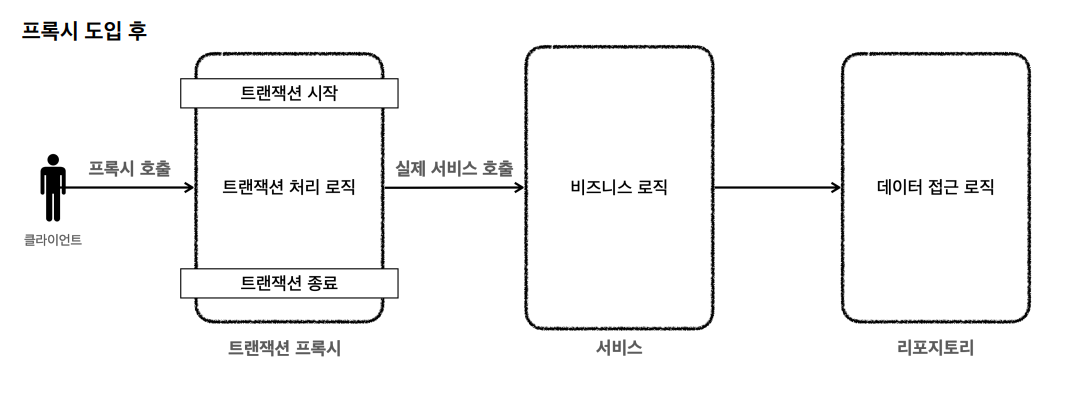 프록시 도입 후
트랜잭션 시작
프록시 호출
실제 서비스 호출
트랜잭션 처리 로직
비즈니스 로직
데이터 접근 로직
클라이언트
트랜잭션 종료
트랜잭션 프록시
서비스
리포지토리